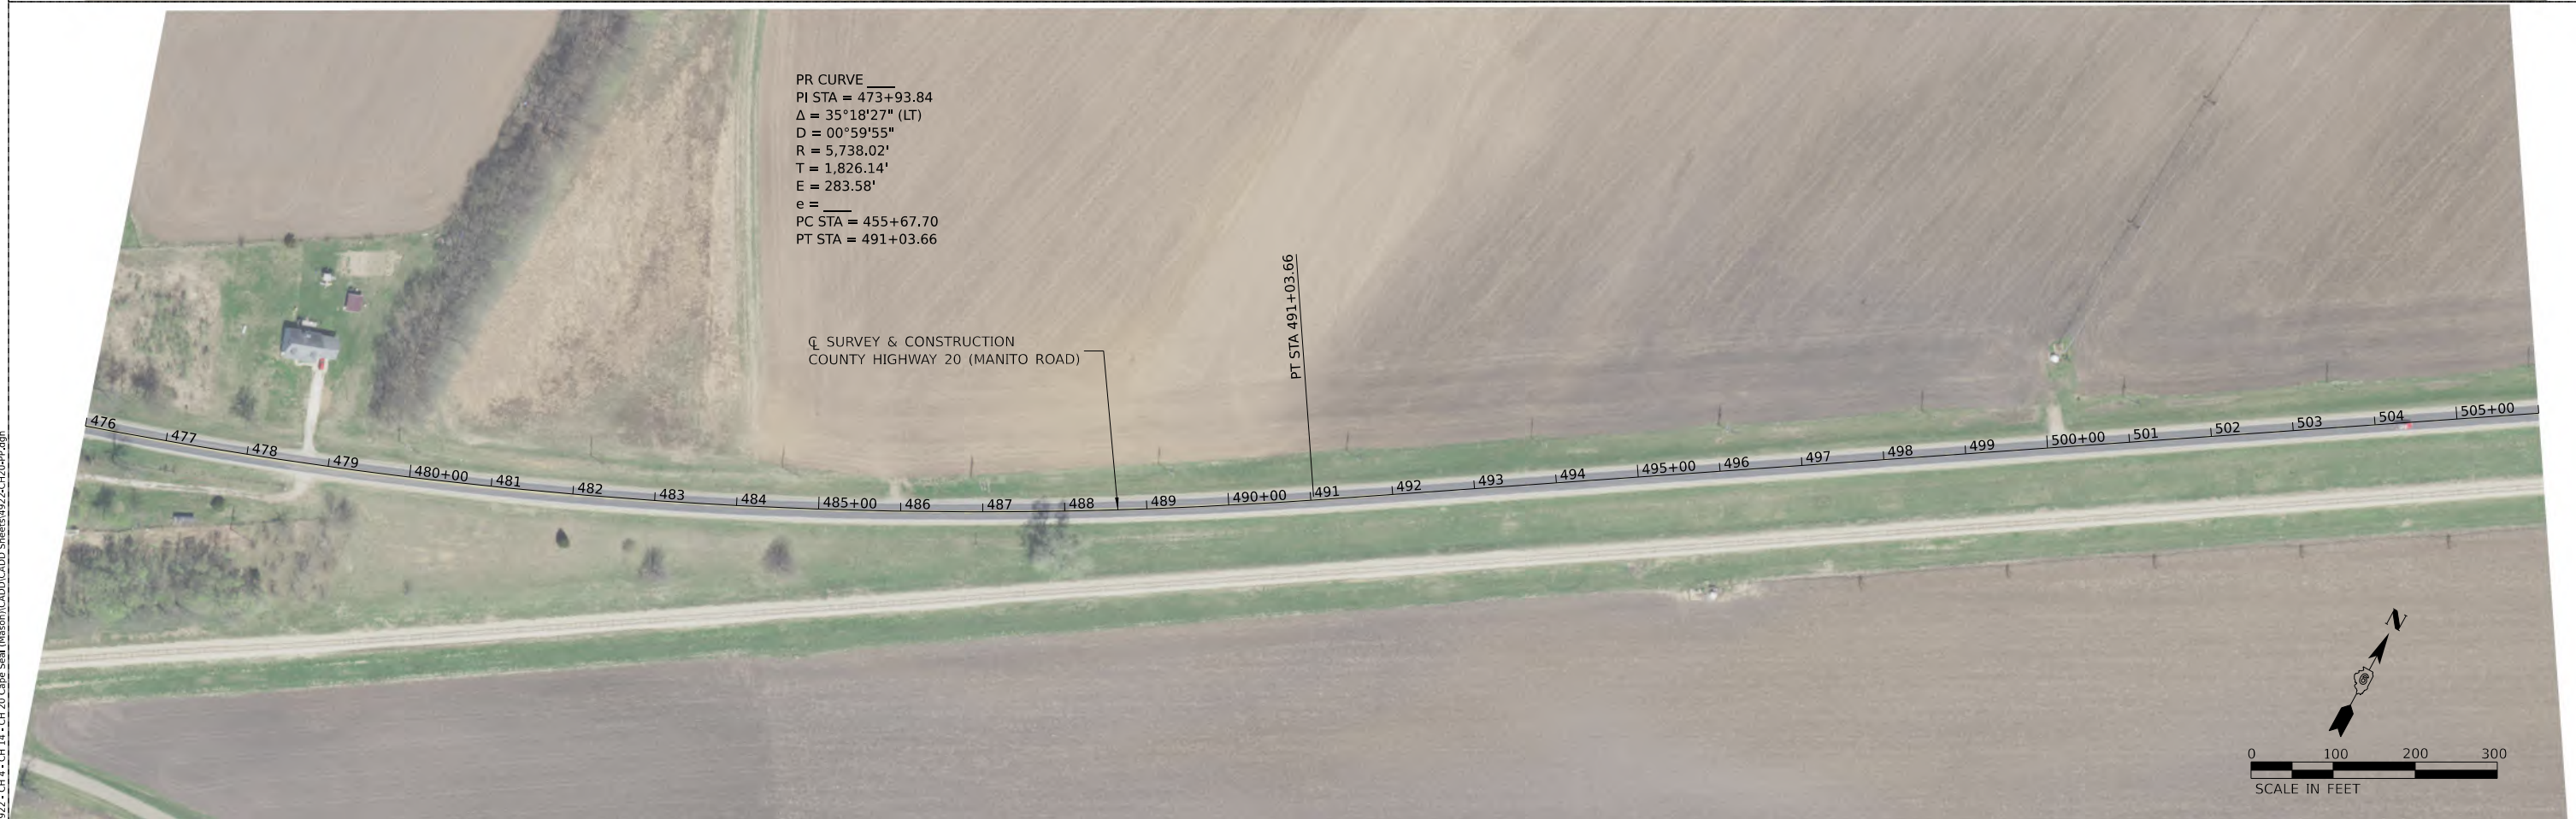 PR CURVE ____
PI STA = 473+93.84
Δ = 35°18'27" (LT)
D = 00°59'55"
R = 5,738.02'
T = 1,826.14'
E = 283.58'
e = ____
PC STA = 455+67.70
PT STA = 491+03.66
PT STA 491+03.66
℄ SURVEY & CONSTRUCTION
COUNTY HIGHWAY 20 (MANITO ROAD)
476 477 478 479 480+00 481 482 483 484 485+00 486 487 488 489 490+00 491 492 493 494 495+00 496 497 498 499 500+00 501 502 503 504 505+00
N
0 100 200 300
SCALE IN FEET